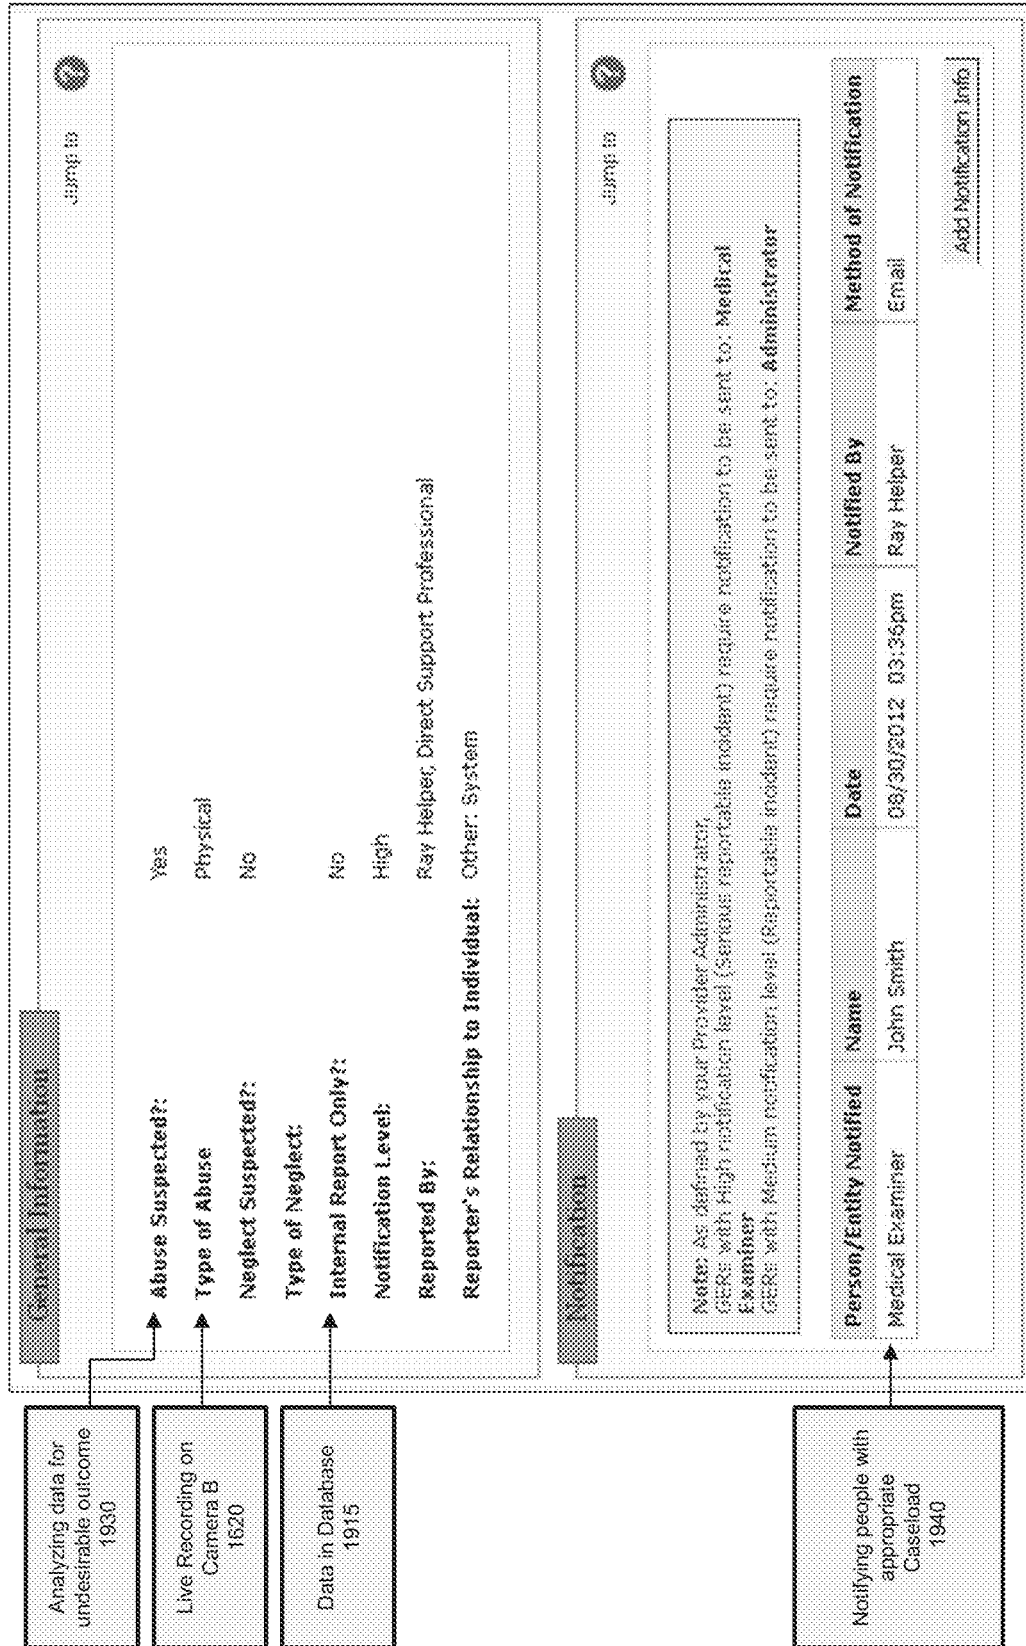 General Information
Jump to
Abuse Suspected?: Yes
Type of Abuse Physical
Neglect Suspected?: No
Type of Neglect:
Internal Report Only?: No
Notification Level: High
Reported By: Ray Helper, Direct Support Professional
Reporter's Relationship to Individual: Other: System
Notification
Jump to
Note: As defined by your Provider Administrator,
GERs with High notification level (Serious reportable incident) require notification to be sent to: Medical
Examiner
GERs with Medium notification level (Reportable incident) require notification to be sent to: Administrator
Person/Entity Notified Name Date Notified By Method of Notification
Medical Examiner John Smith 08/30/2012 03:36pm Ray Helper Email
Add Notification Info
Analyzing data for
undesirable outcome
1930
Live Recording on
Camera B
1620
Data in Database
1915
Notifying people with
appropriate
Caseload
1940